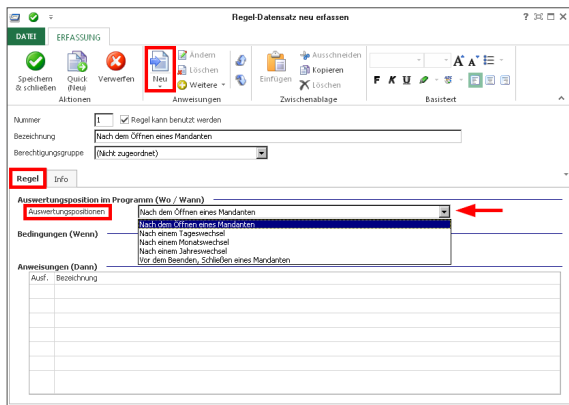 Regel-Datensatz neu erfassen
DATEI ERFASSUNG
Speichern & schließen
Quick (Neu)
Verwerfen
Neu
Ändern
Löschen
Weitere
Einfügen
Ausschneiden
Kopieren
Löschen
A A
F K U
Aktionen Anweisungen Zwischenablage Basistext
Nummer 1 Regel kann benutzt werden
Bezeichnung Nach dem Öffnen eines Mandanten
Berechtigungsgruppe (Nicht zugeordnet)
Regel Info
Auswertungsposition im Programm (Wo / Wann)
Auswertungspositionen Nach dem Öffnen eines Mandanten
Nach dem Öffnen eines Mandanten
Nach einem Tageswechsel
Bedingungen (Wenn)
Nach einem Monatswechsel
Nach einem Jahreswechsel
Vor dem Beenden, Schließen eines Mandanten
Anweisungen (Dann)
Ausf. Bezeichnung